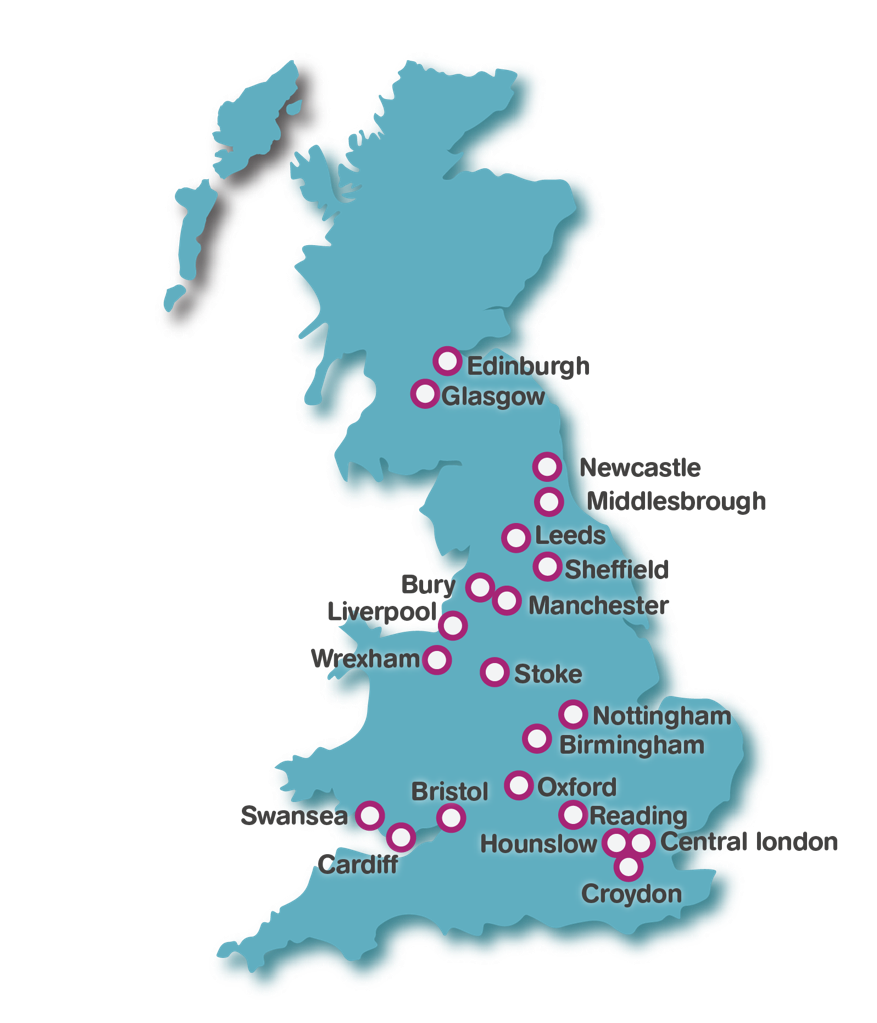 Edinburgh
Glasgow
Newcastle
Middlesbrough
Leeds
Sheffield
Bury
Manchester
Liverpool
Wrexham
Stoke
Nottingham
Birmingham
Oxford
Bristol
Swansea
Reading
Hounslow
Central london
Cardiff
Croydon